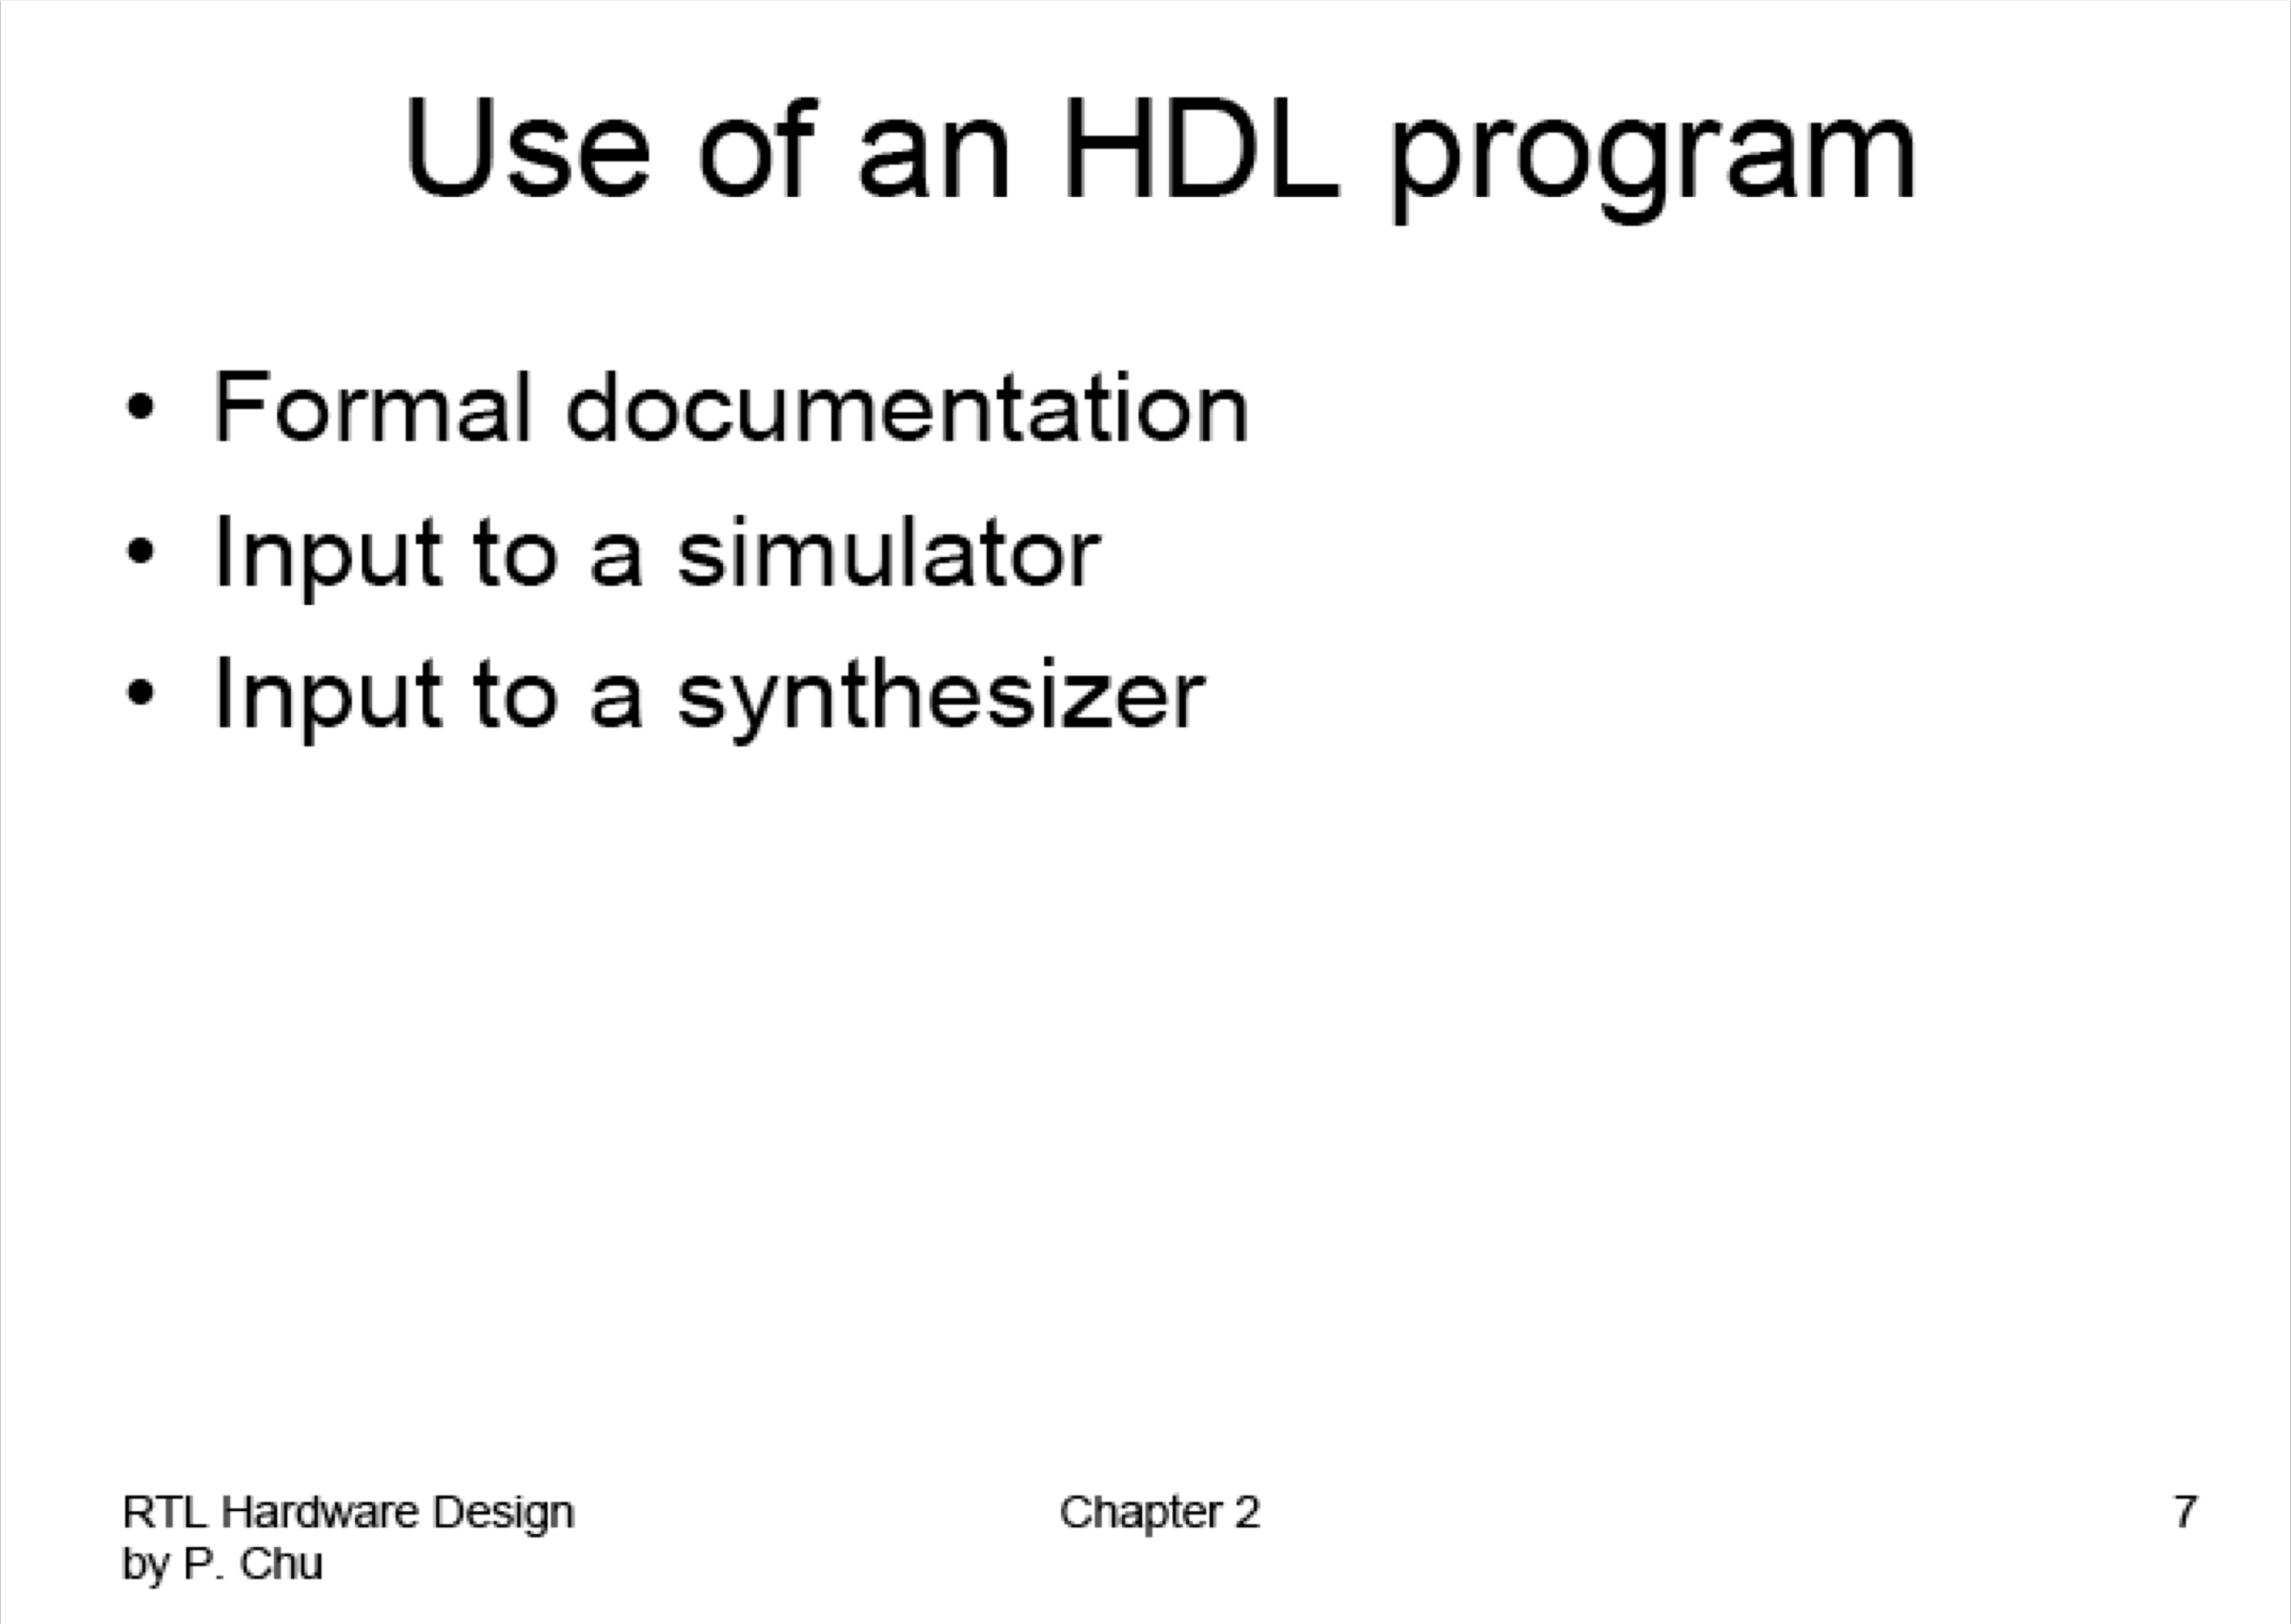 Use of an HDL program
• Formal documentation
• Input to a simulator
• Input to a synthesizer
RTL Hardware Design
by P. Chu
Chapter 2
7